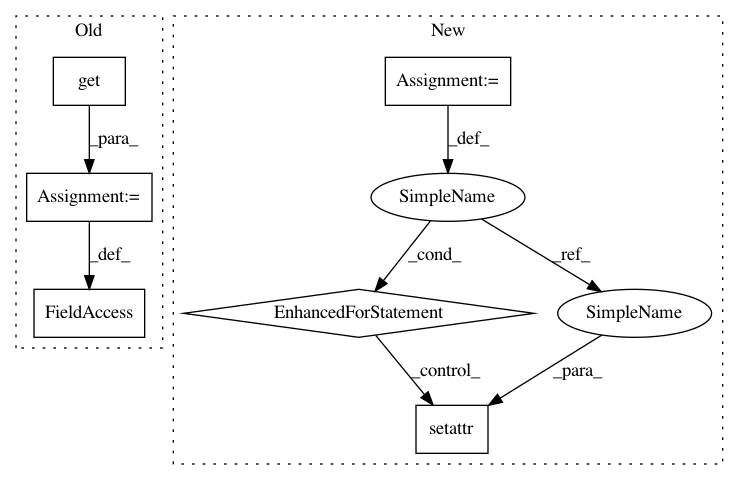 Old
New
get
Assignment:=
_para_
_def_
Assignment:=
SimpleName
_def_
_cond_
_ref_
FieldAccess
EnhancedForStatement
SimpleName
_control_
_para_
setattr